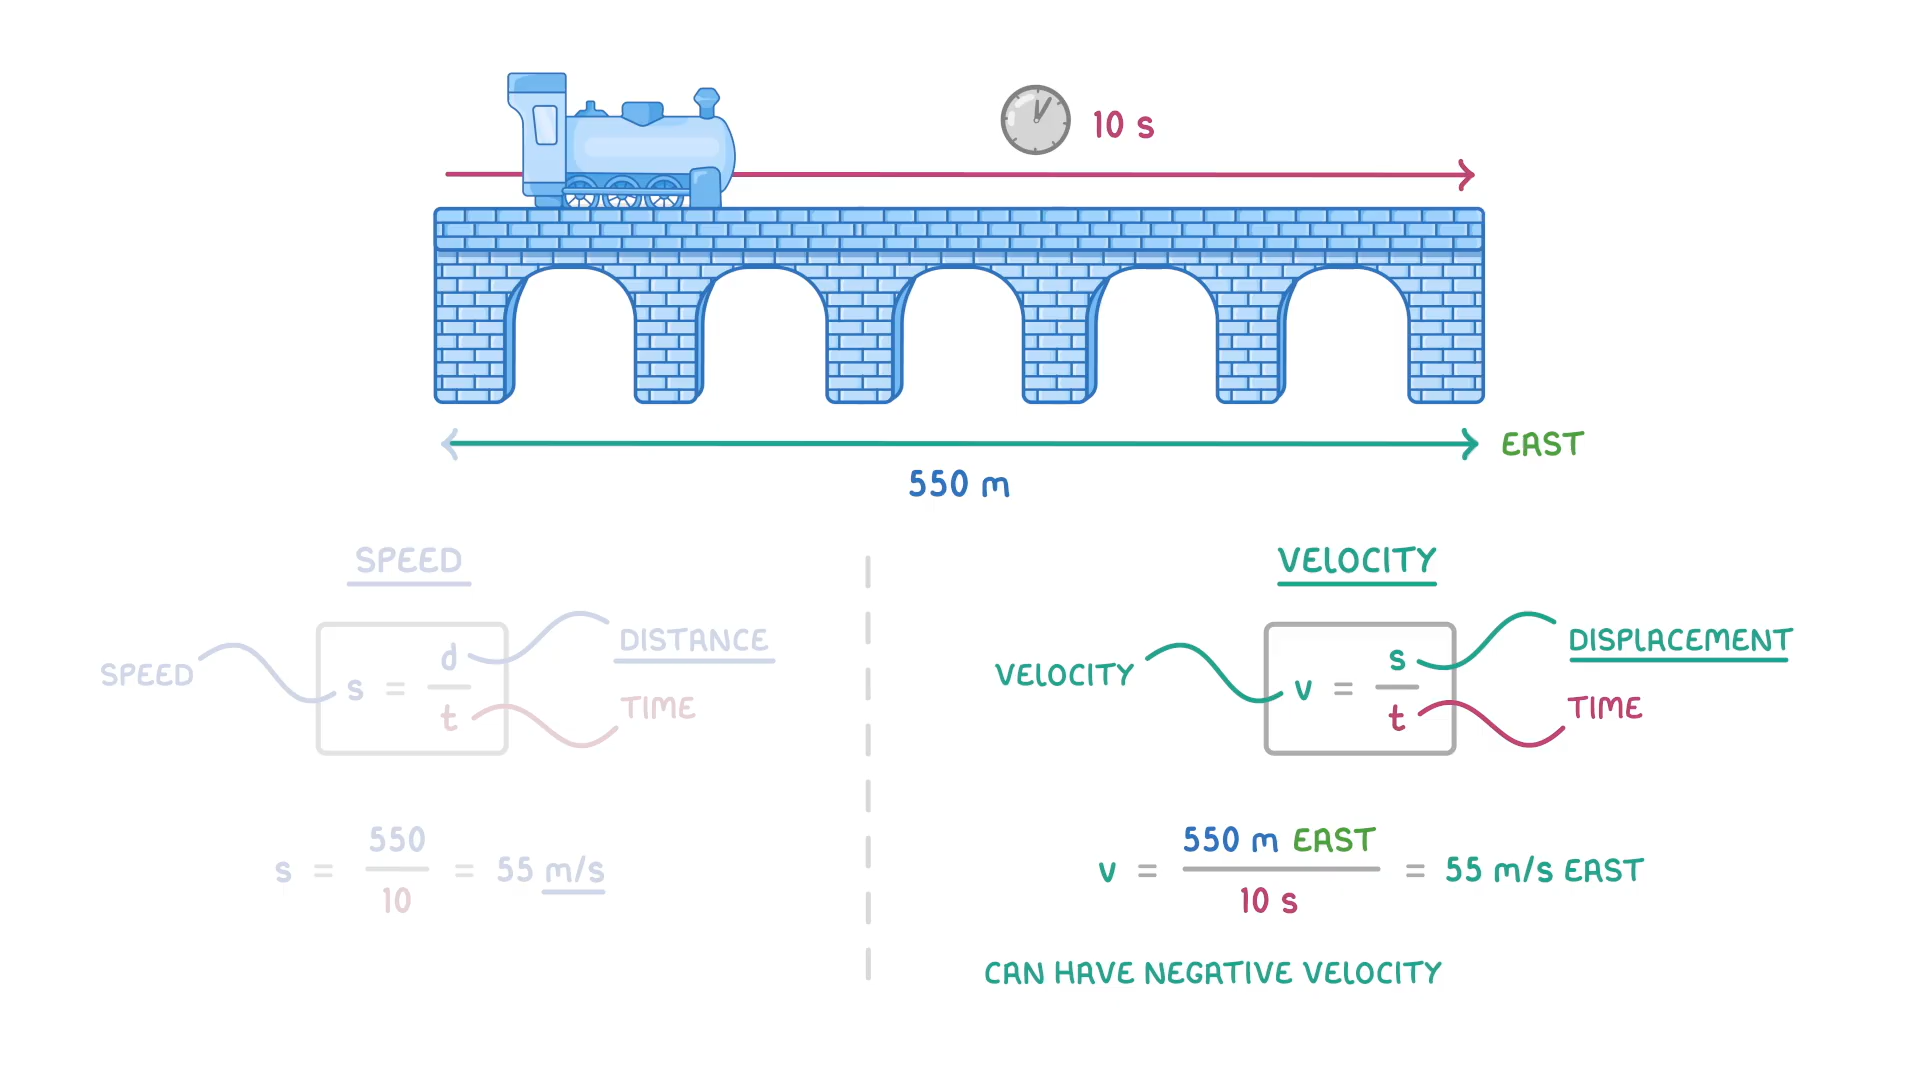 10 s
EAST
550 m
SPEED
SPEED
s = d/t
DISTANCE
TIME
s = 550/10 = 55 m/s
VELOCITY
VELOCITY
v = s/t
DISPLACEMENT
TIME
v = 550 m EAST/10 s = 55 m/s EAST
CAN HAVE NEGATIVE VELOCITY